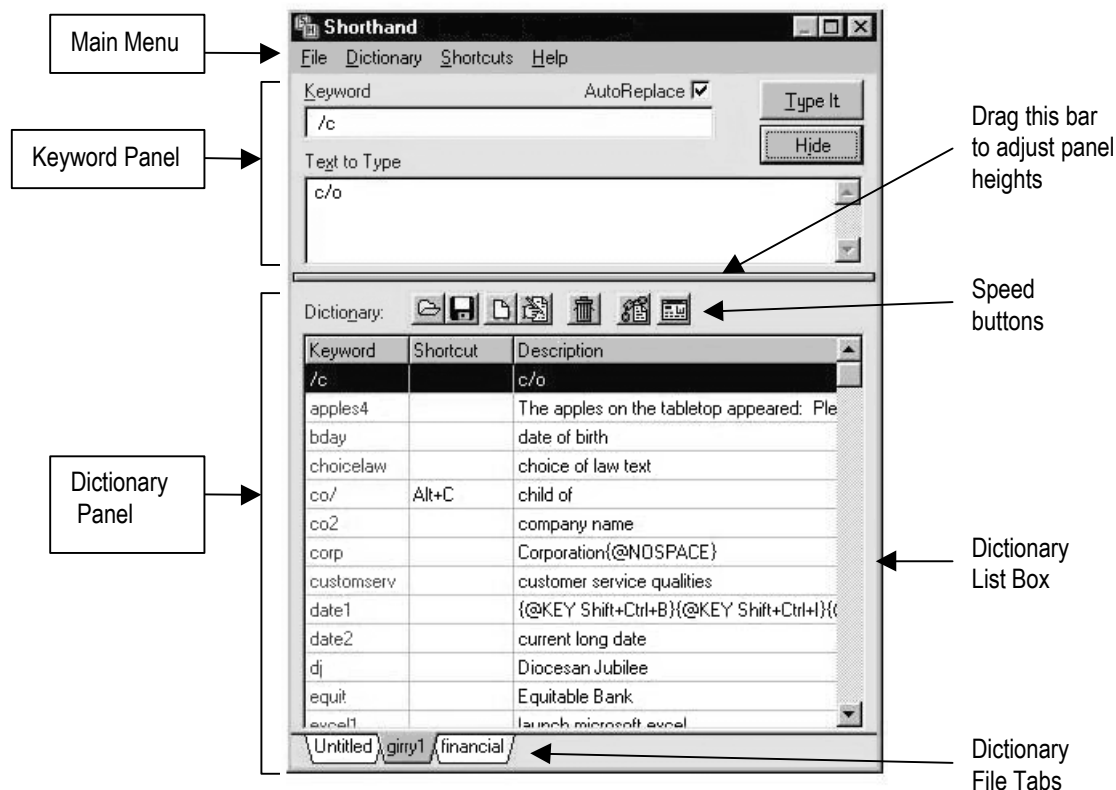 Main Menu
Keyword Panel
Dictionary
Panel
Shorthand
File Dictionary Shortcuts Help
Keyword AutoReplace
/c
Type It
Hide
Text to Type
c/o
Dictionary:
Keyword Shortcut Description
/c c/o
apples4 The apples on the tabletop appeared: Ple
bday date of birth
choicelaw choice of law text
co/ Alt+C child of
co2 company name
corp Corporation{@NOSPACE}
customserv customer service qualities
date1 {@KEY Shift+Ctrl+B}{@KEY Shift+Ctrl+I}{
date2 current long date
dj Diocesan Jubilee
equit Equitable Bank
excel1 launch microsoft excel
Untitled girry1 financial
Drag this bar
to adjust panel
heights
Speed
buttons
Dictionary
List Box
Dictionary
File Tabs